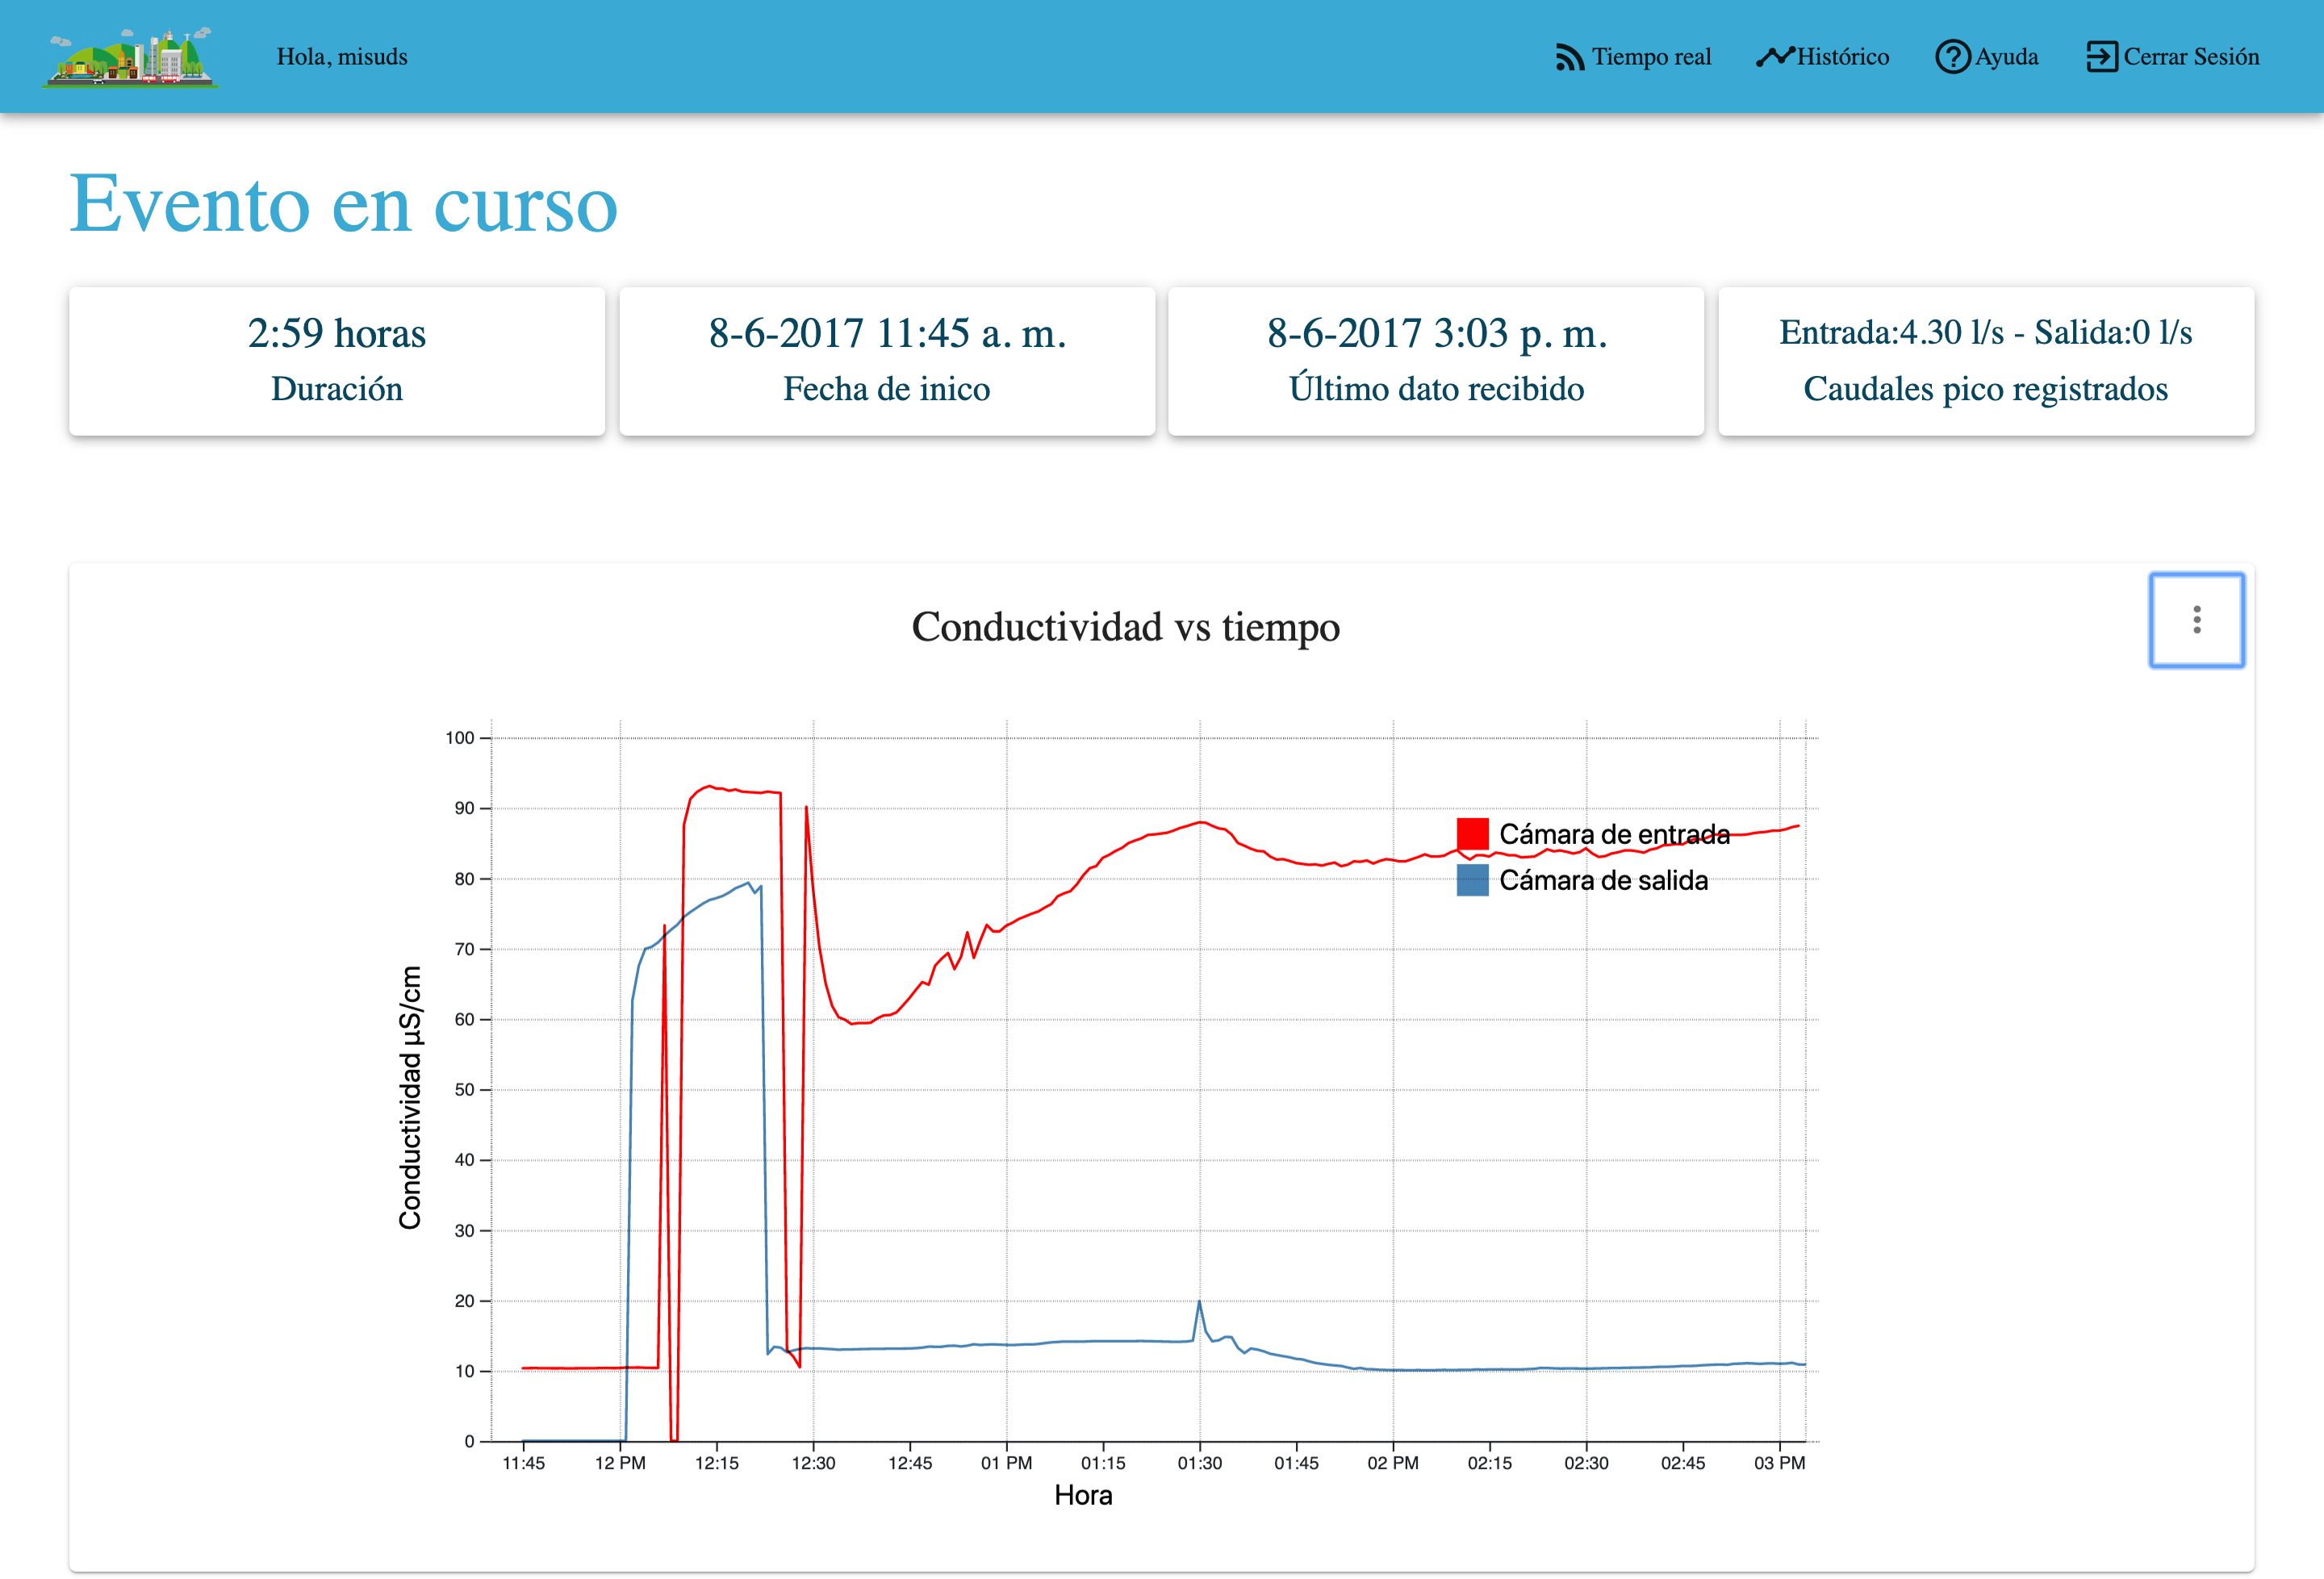 Hola, misuds
Tiempo real
Histórico
Ayuda
Cerrar Sesión
Evento en curso
2:59 horas
Duración
8-6-2017 11:45 a. m.
Fecha de inico
8-6-2017 3:03 p. m.
Último dato recibido
Entrada:4.30 l/s - Salida:0 l/s
Caudales pico registrados
Conductividad vs tiempo
100
90
80
70
60
50
40
30
20
10
0
Conductividad µS/cm
Cámara de entrada
Cámara de salida
11:45 12 PM 12:15 12:30 12:45 01 PM 01:15 01:30 01:45 02 PM 02:15 02:30 02:45 03 PM
Hora